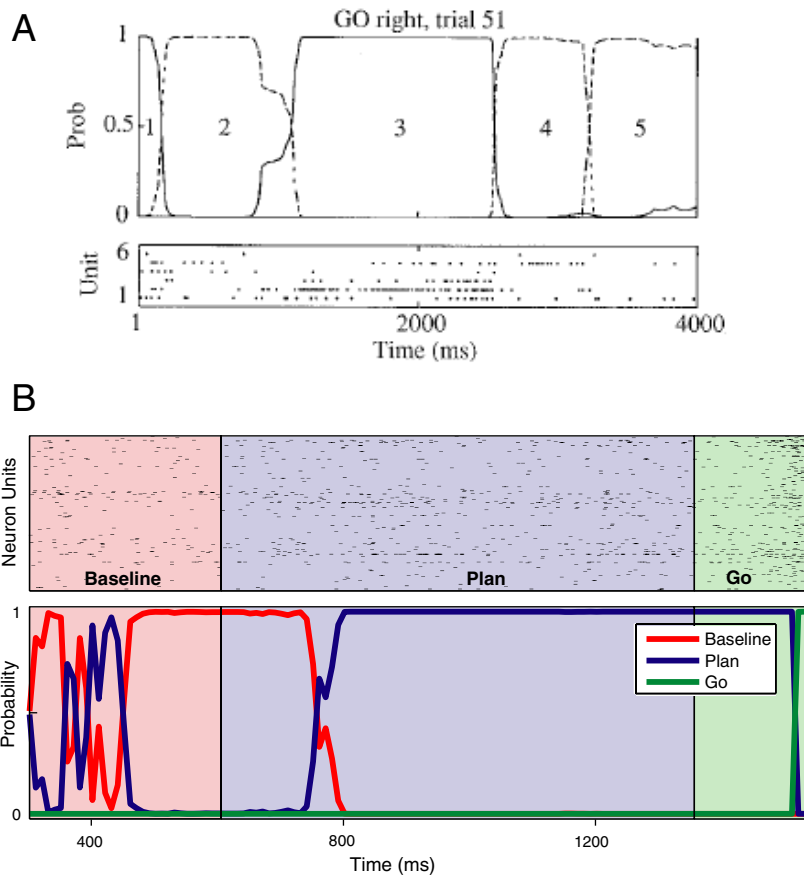 A
GO right, trial 51
1
Prob
0.5
0
1
2
3
4
5
6
Unit
1
1
2000
4000
Time (ms)
B
Neuron Units
Baseline
Plan
Go
1
Probability
0
Baseline
Plan
Go
400
800
1200
Time (ms)